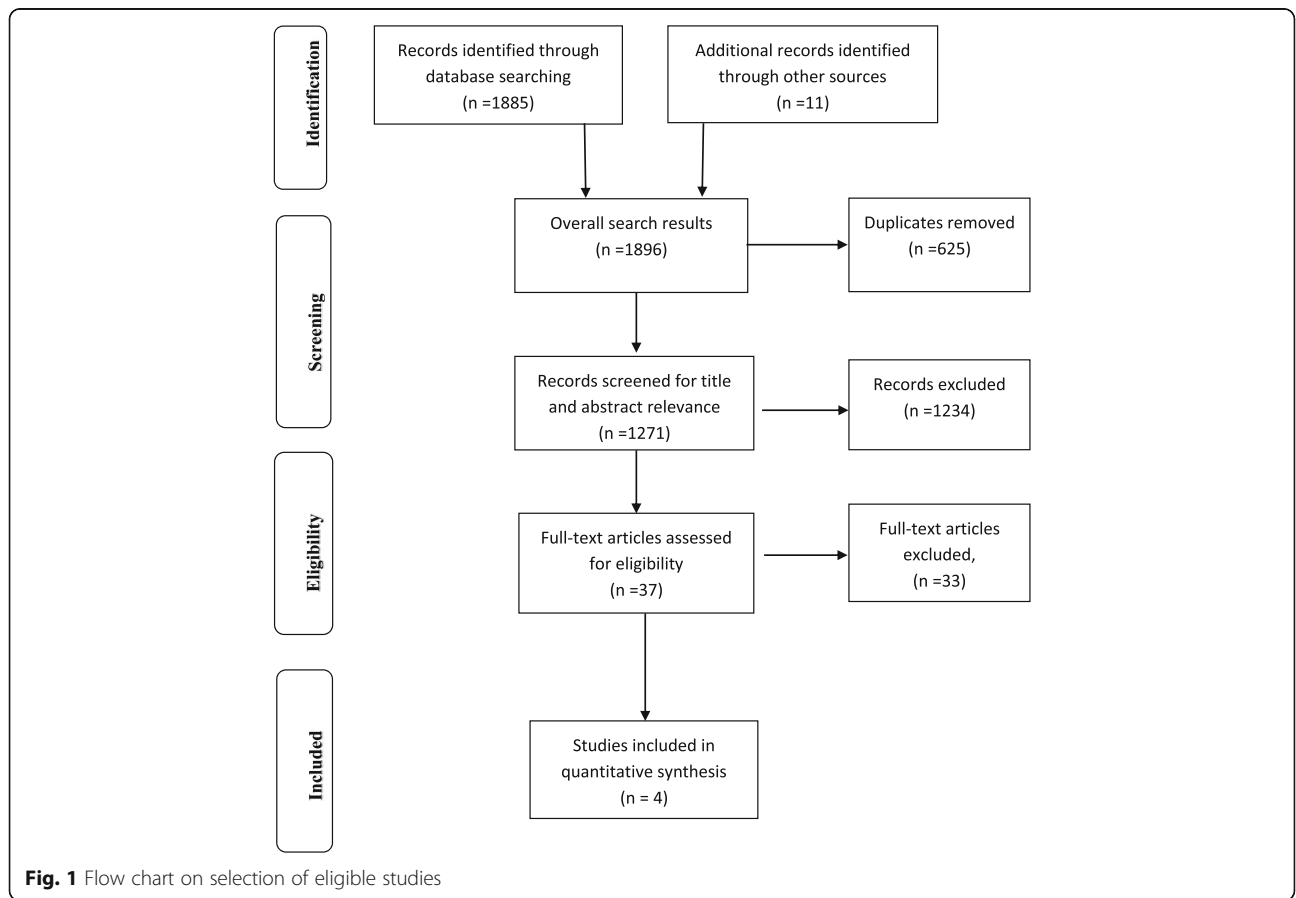 Identification
Records identified through
database searching
(n =1885)
Additional records identified
through other sources
(n =11)
Screening
Overall search results
(n =1896)
Duplicates removed
(n =625)
Records screened for title
and abstract relevance
(n =1271)
Records excluded
(n =1234)
Eligibility
Full-text articles assessed
for eligibility
(n =37)
Full-text articles
excluded,
(n =33)
Included
Studies included in
quantitative synthesis
(n = 4)
Fig. 1 Flow chart on selection of eligible studies